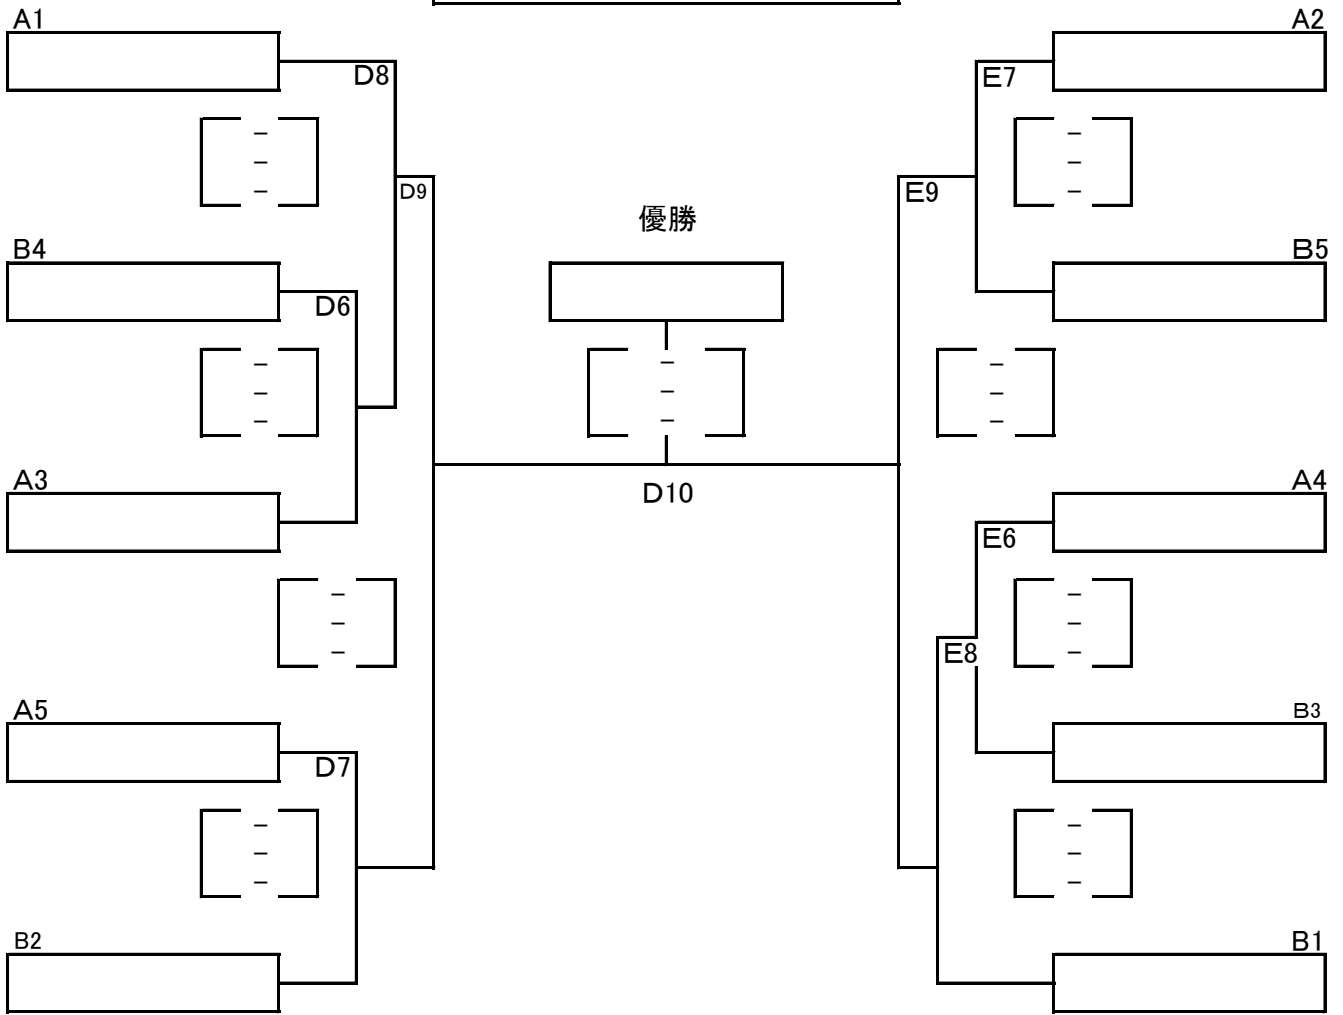 A1
A2
D8
E7
－
－
－
－
－
－
D9
E9
優勝
B4
B5
D6
－
－
－
－
－
－
－
－
－
A3
A4
D10
E6
－
－
－
－
－
－
E8
A5
B3
D7
－
－
－
－
－
－
B2
B1